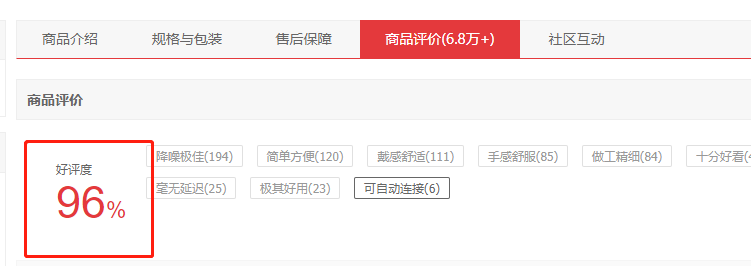 商品介绍 规格与包装 售后保障 商品评价(6.8万+) 社区互动
商品评价
好评度
96%
降噪极佳(194) 简单方便(120) 戴感舒适(111) 手感舒服(85) 做工精细(84) 十分好看(
毫无延迟(25) 极其好用(23) 可自动连接(6)